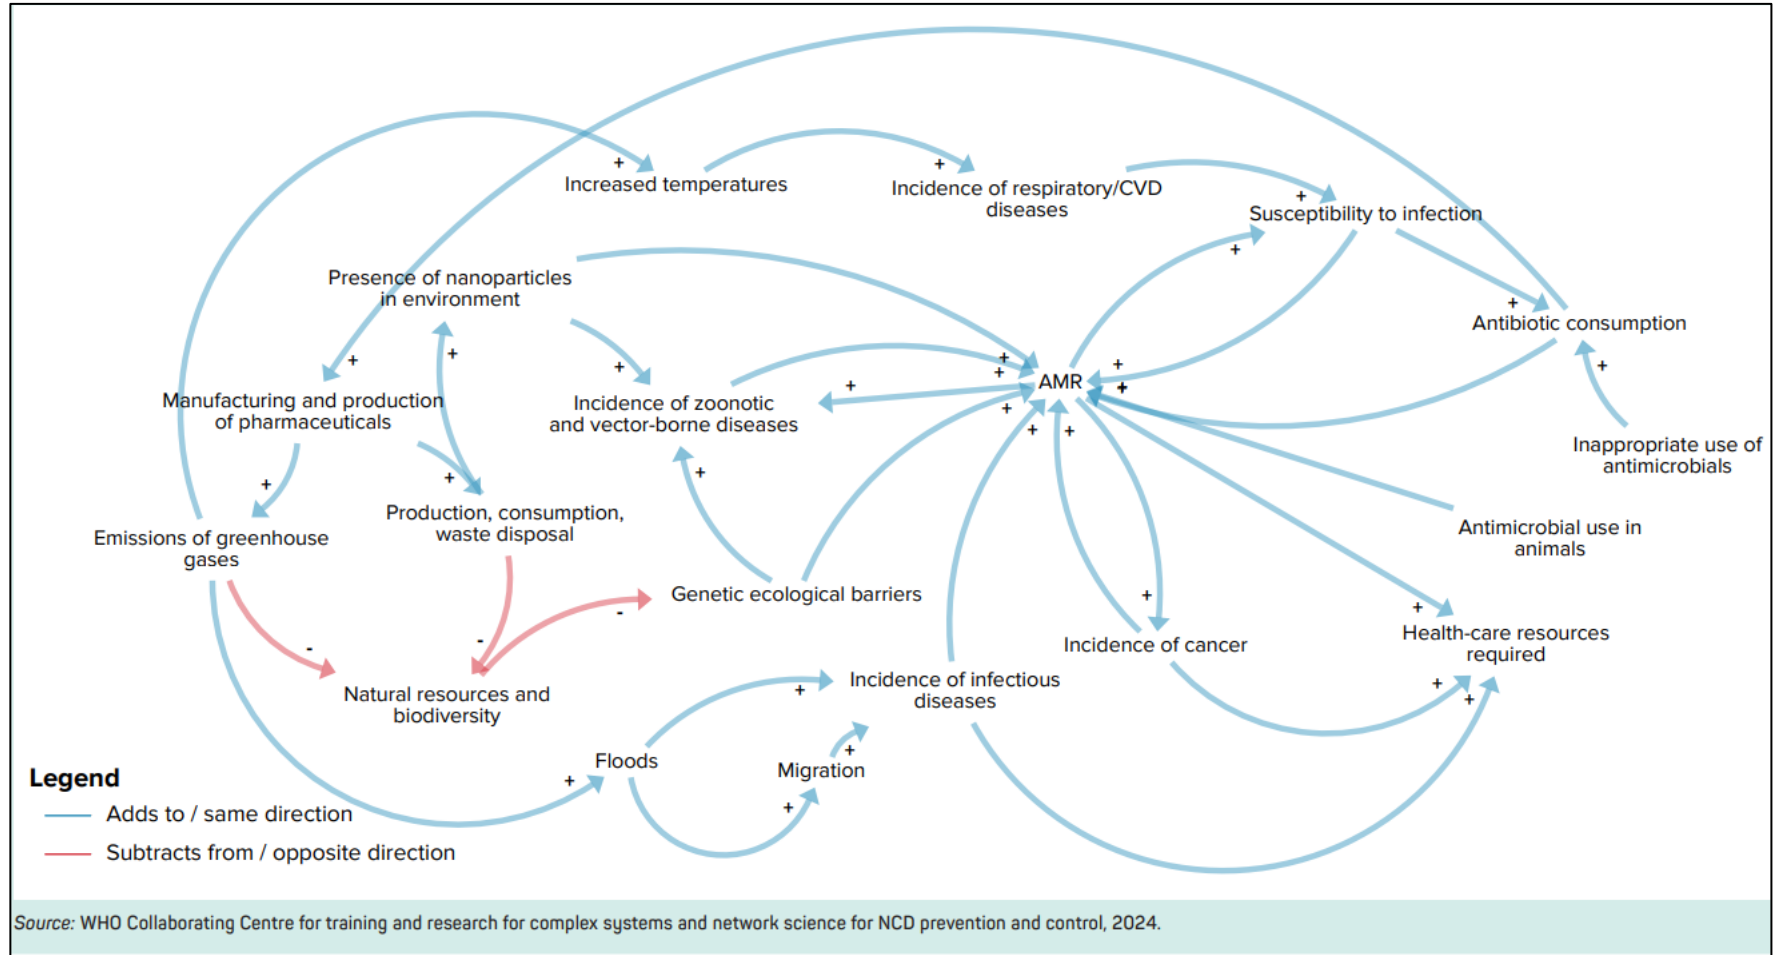 +
Increased temperatures
+
Incidence of respiratory/CVD
diseases
+
Susceptibility to infection
+
Presence of nanoparticles
in environment
+
Antibiotic consumption
+
+
+
+
+
+
+
+
AMR
+
+
Manufacturing and production
of pharmaceuticals
Incidence of zoonotic
and vector-borne diseases
+
+
+
+
Inappropriate use of
antimicrobials
+
+
+
Production, consumption,
waste disposal
Antimicrobial use in
animals
Emissions of greenhouse
gases
Genetic ecological barriers
+
+
-
-
-
Incidence of cancer
Health-care resources
required
Natural resources and
biodiversity
+
Incidence of infectious
diseases
+
+
Floods
+
Migration
+
+
Legend
Adds to / same direction
Subtracts from / opposite direction
Source: WHO Collaborating Centre for training and research for complex systems and network science for NCD prevention and control, 2024.